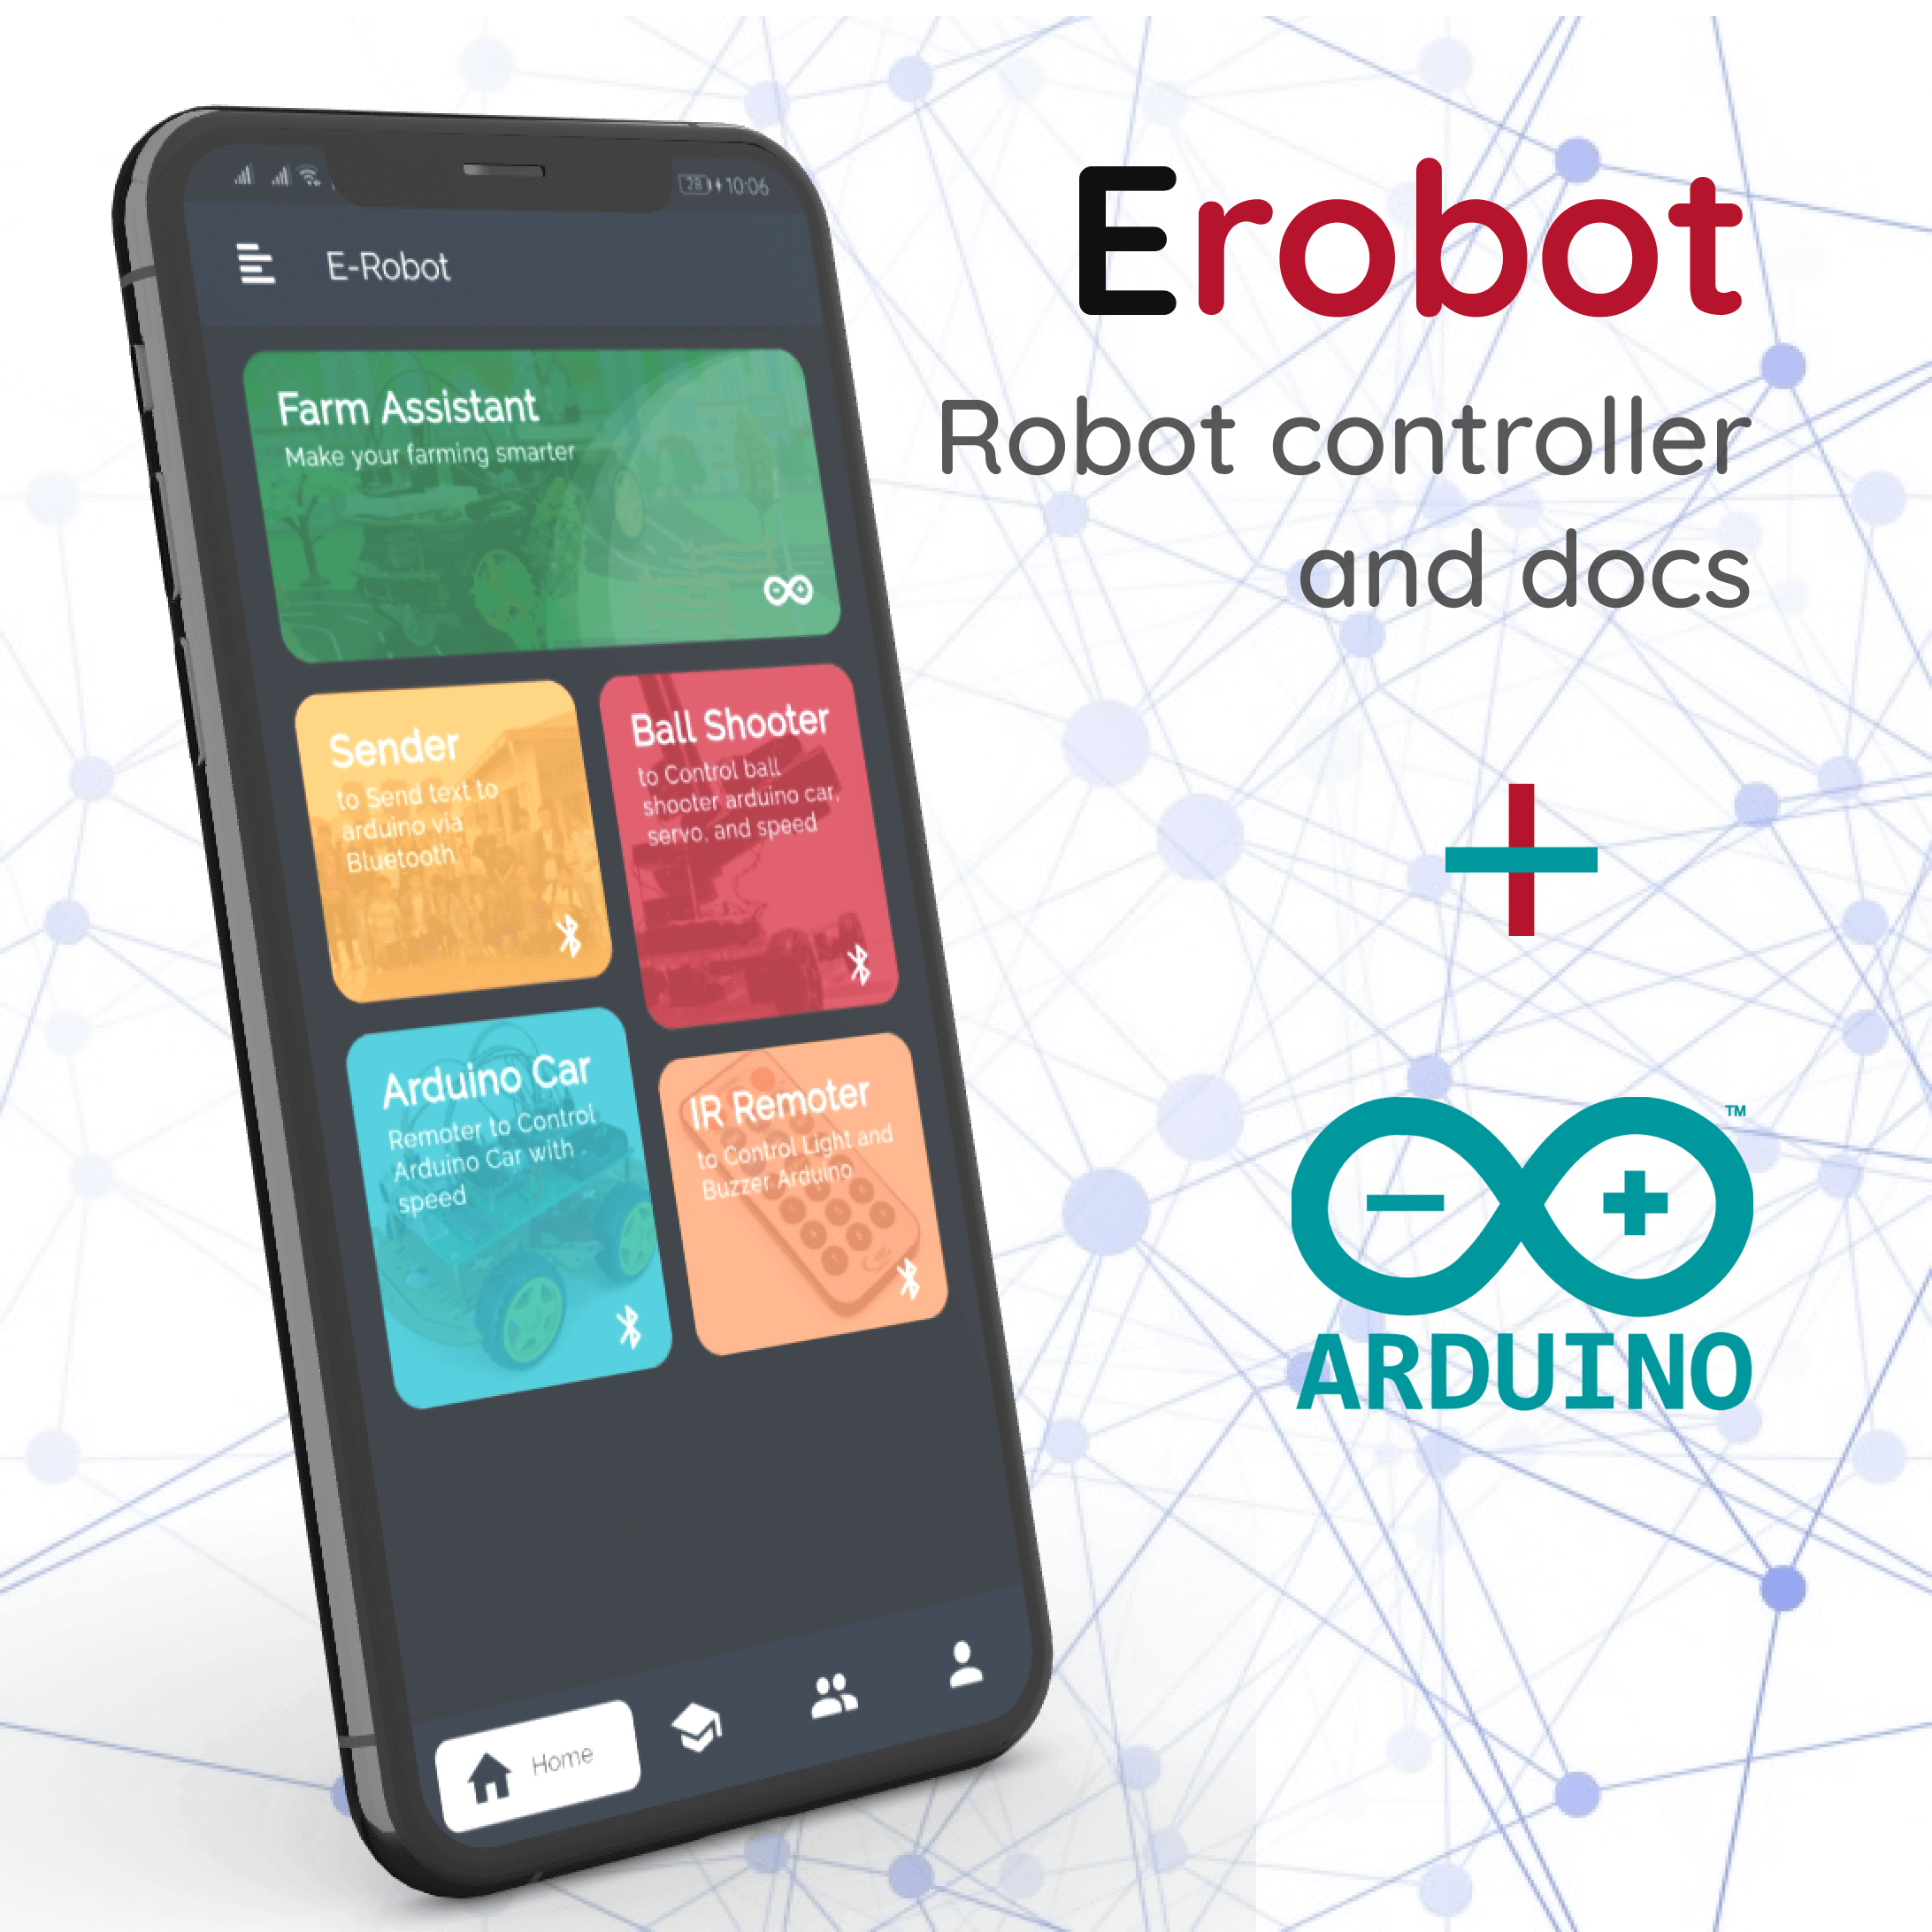 28 10:06
E-Robot
Farm Assistant
Make your farming smarter
Sender
to Send text to
arduino via
Bluetooth
Ball Shooter
to Control ball
shooter arduino car,
servo, and speed
Arduino Car
Remoter to Control
Arduino Car with
speed
IR Remoter
to Control Light and
Buzzer Arduino
Home
Erobot
Robot controller
and docs
+
TM
ARDUINO